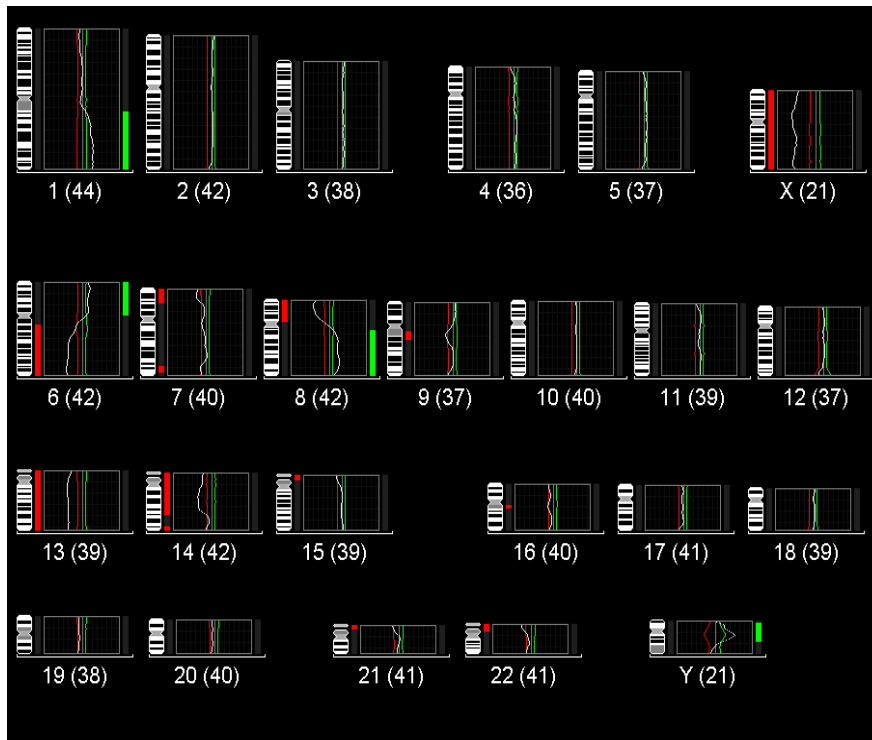 1 (44) 2 (42) 3 (38) 4 (36) 5 (37) X (21)
6 (42) 7 (40) 8 (42) 9 (37) 10 (40) 11 (39) 12 (37)
13 (39) 14 (42) 15 (39) 16 (40) 17 (41) 18 (39)
19 (38) 20 (40) 21 (41) 22 (41) Y (21)